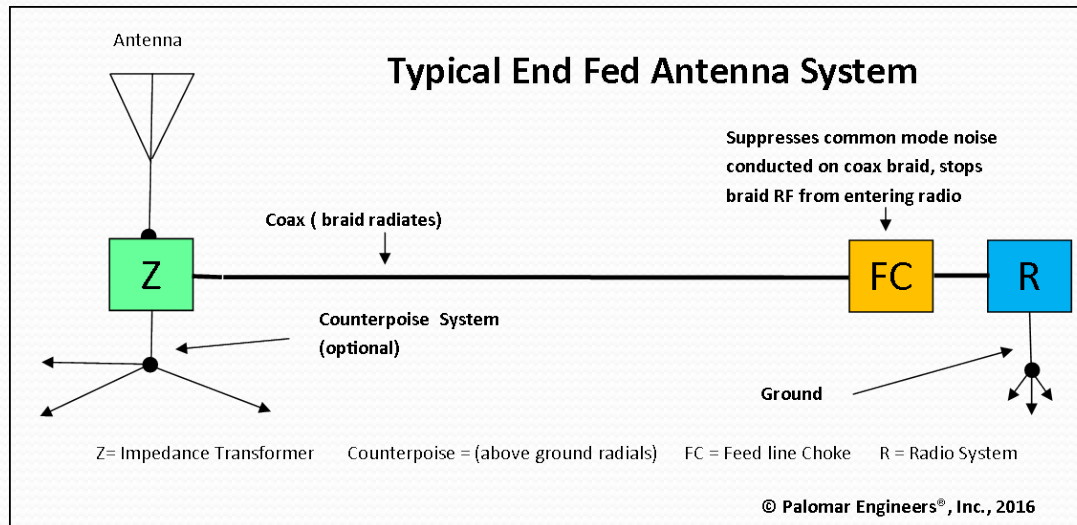 Antenna
Typical End Fed Antenna System
Suppresses common mode noise
conducted on coax braid, stops
braid RF from entering radio
Coax ( braid radiates)
Z
FC
R
Counterpoise System
(optional)
Ground
Z= Impedance Transformer Counterpoise = (above ground radials) FC = Feed line Choke R = Radio System
© Palomar Engineers®, Inc., 2016